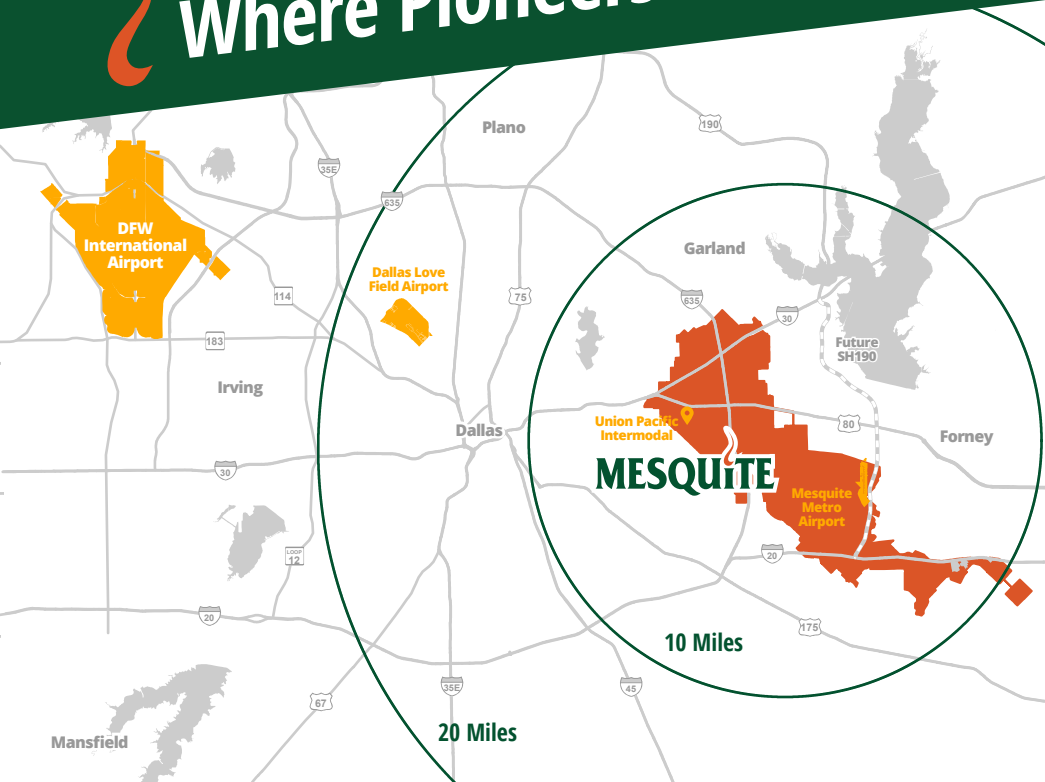 Where Pioneers
Plano
190
35E
635
Garland
DFW
International
Airport
Dallas Love
Field Airport
114
75
635
30
183
Future
SH190
Irving
Union Pacific
Intermodal
80
Dallas
Forney
MESQUITE
30
Mesquite
Metro
Airport
LOOP
12
20
20
175
10 Miles
35E
45
67
20 Miles
Mansfield